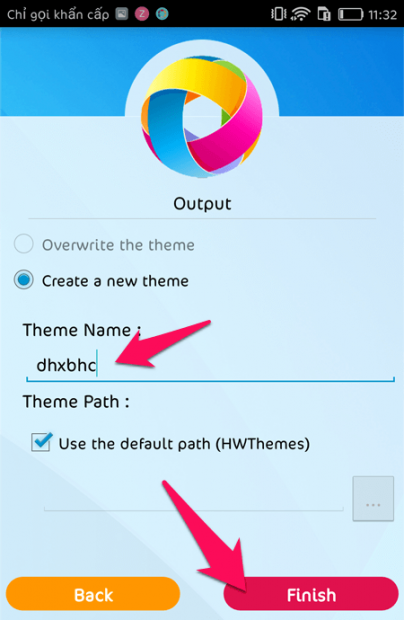 Chỉ gọi khẩn cấp
11:32
Output
Overwrite the theme
Create a new theme
Theme Name :
dhxbhc
Theme Path :
Use the default path (HWThemes)
...
Back
Finish